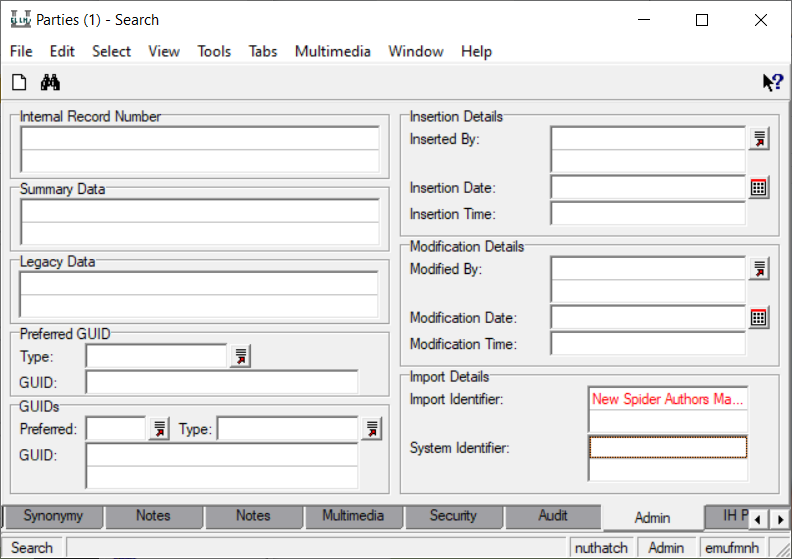 Parties (1) - Search
File Edit Select View Tools Tabs Multimedia Window Help
Internal Record Number
Summary Data
Legacy Data
Preferred GUID
Type:
GUID:
GUIDs
Preferred: Type:
GUID:
Insertion Details
Inserted By:
Insertion Date:
Insertion Time:
Modification Details
Modified By:
Modification Date:
Modification Time:
Import Details
Import Identifier: New Spider Authors Ma...
System Identifier:
Synonymy Notes Notes Multimedia Security Audit Admin IH P
Search nuthatch Admin emufmnh